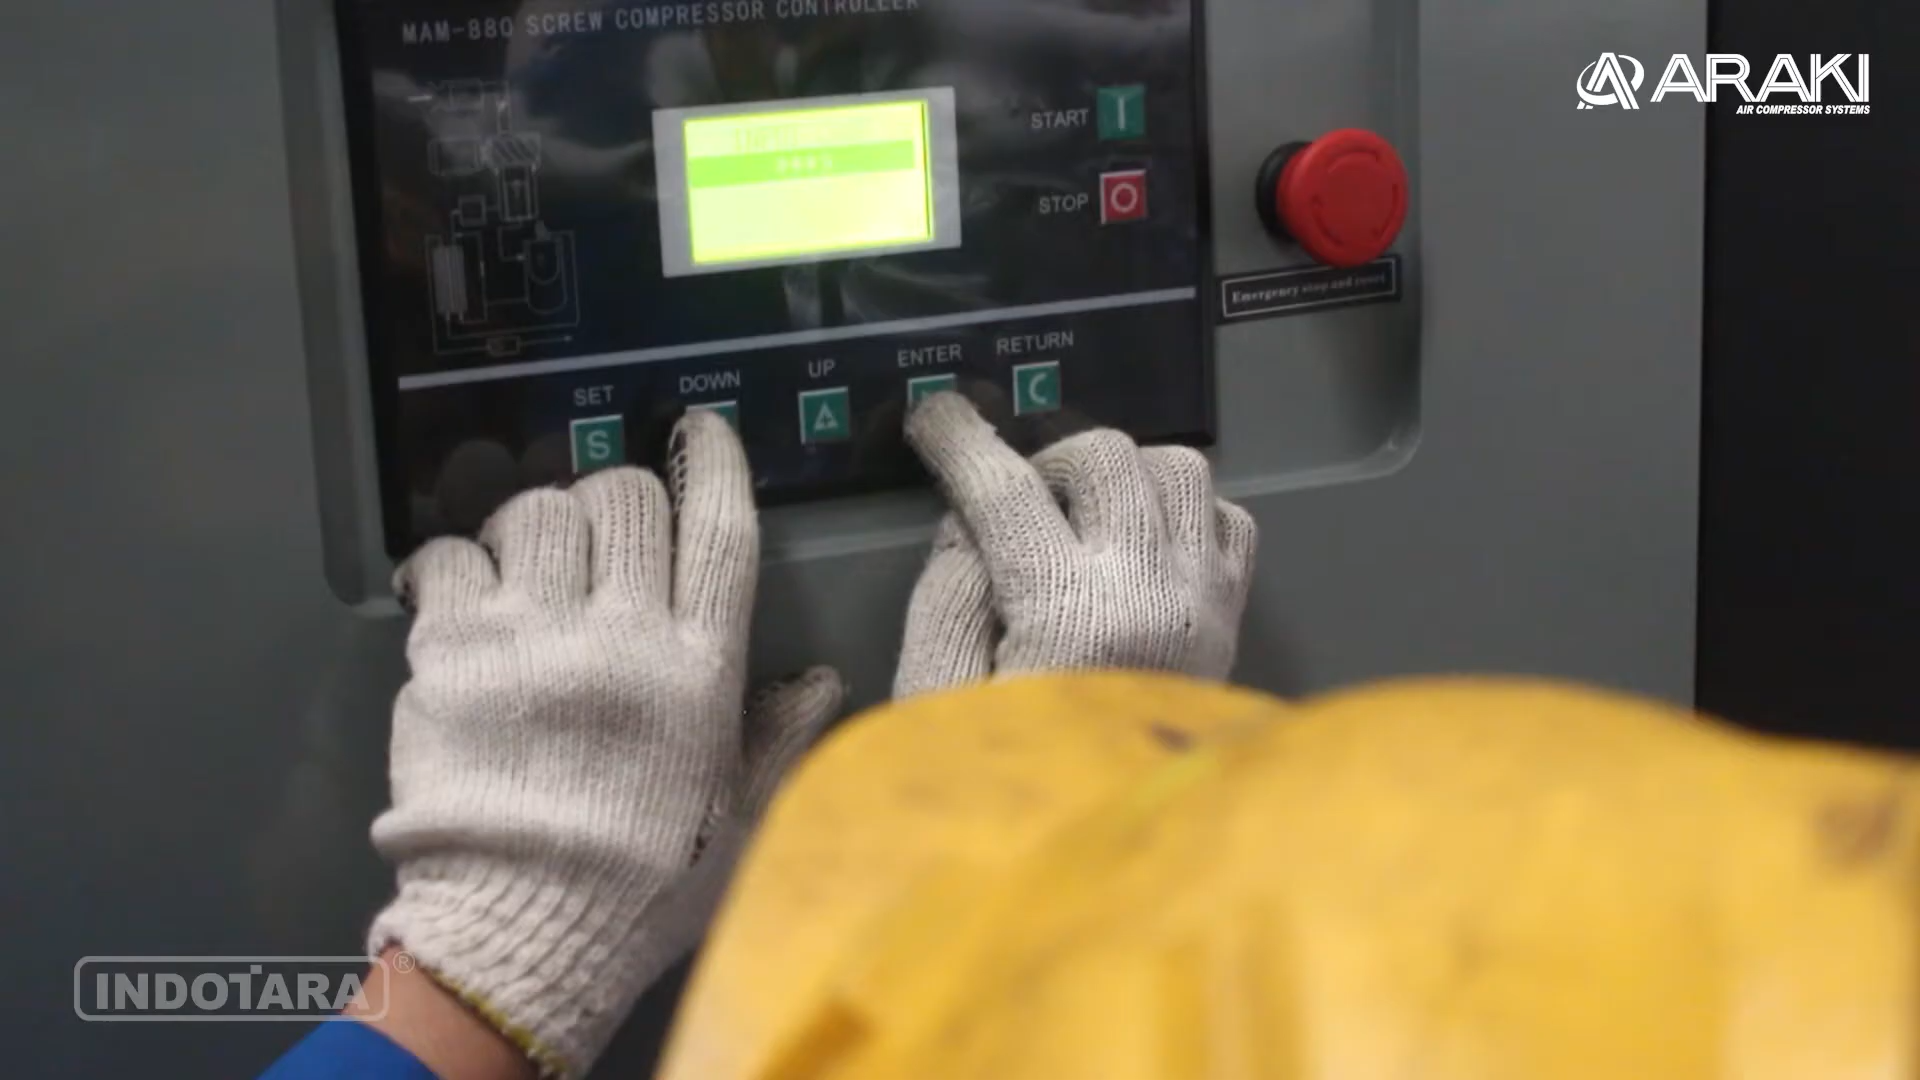 MAM-880 SCREW COMPRESSOR CONTROLLER
ARAKI
AIR COMPRESSOR SYSTEMS
START
STOP
Emergency stop and
SET
DOWN
UP
ENTER
RETURN
S
INDOTARA®